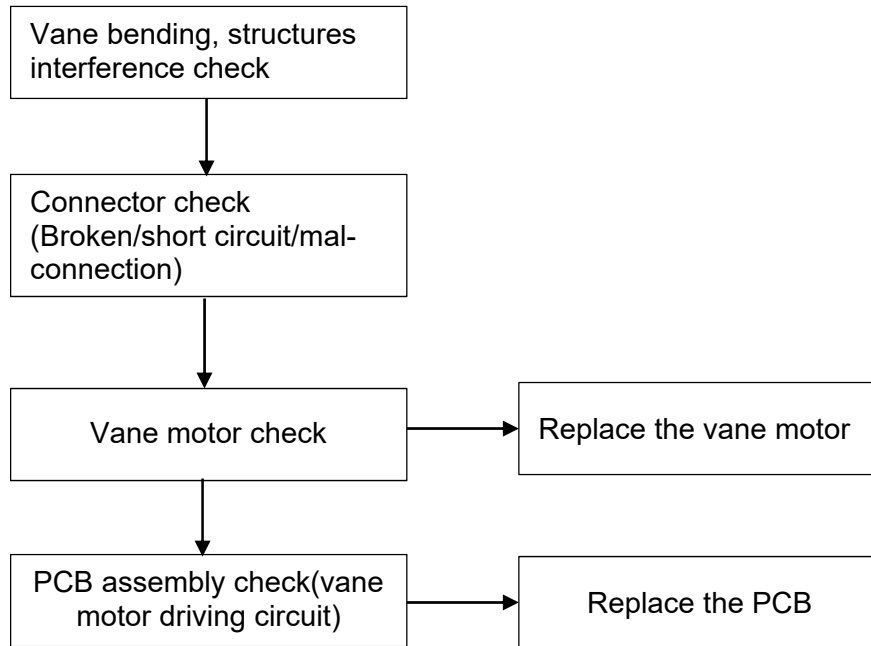 Vane bending, structures
interference check
Connector check
(Broken/short circuit/mal-
connection)
Vane motor check
Replace the vane motor
PCB assembly check(vane
motor driving circuit)
Replace the PCB